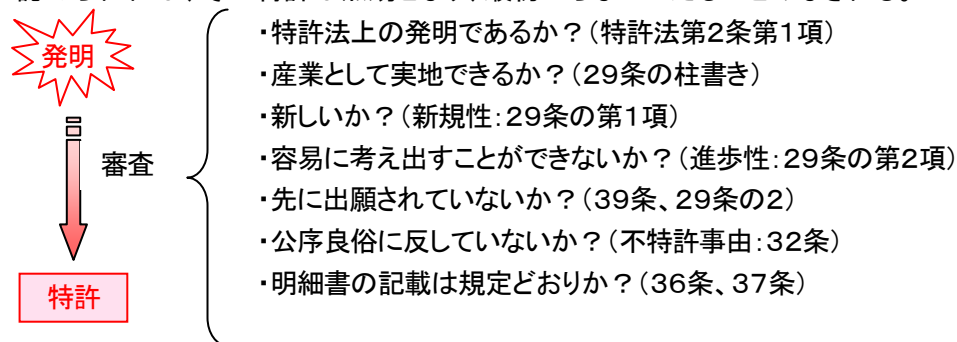 発明
審査
特許
・特許法上の発明であるか？（特許法第２条第１項）
・産業として実地できるか？（２９条の柱書き）
・新しいか？（新規性：２９条の第１項）
・容易に考え出すことができないか？（進歩性：２９条の第２項）
・先に出願されていないか？（３９条、２９条の２）
・公序良俗に反していないか？（不特許事由：３２条）
・明細書の記載は規定どおりか？（３６条、３７条）